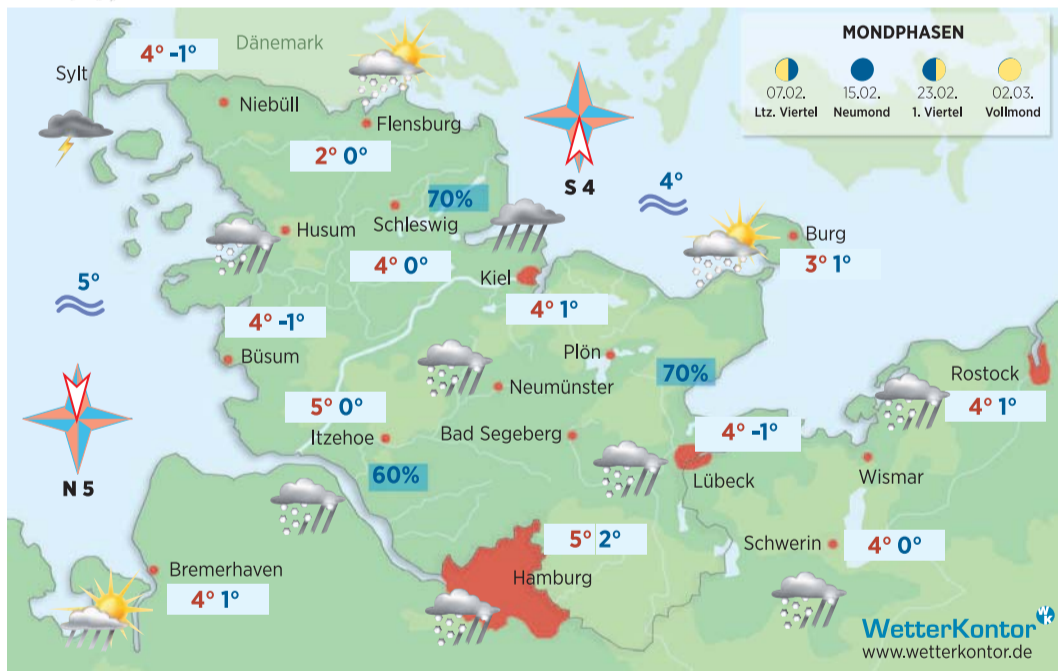 MONDPHASEN
07.02. 15.02. 23.02. 02.03.
Ltz. Viertel Neumond 1. Viertel Vollmond
Dänemark
4° -1°
Sylt
Niebüll
Flensburg
2° 0°
S 4
4°
70%
Schleswig
Husum
Burg
3° 1°
4° 0°
Kiel
5°
4° 1°
4° -1°
Büsum
Plön
70%
Neumünster
Rostock
4° 1°
5° 0°
Itzehoe
Bad Segeberg
4° -1°
Lübeck
Wismar
N 5
60%
5° 2°
Hamburg
Schwerin
4° 0°
Bremerhaven
4° 1°
WetterKontor
WK
www.wetterkontor.de